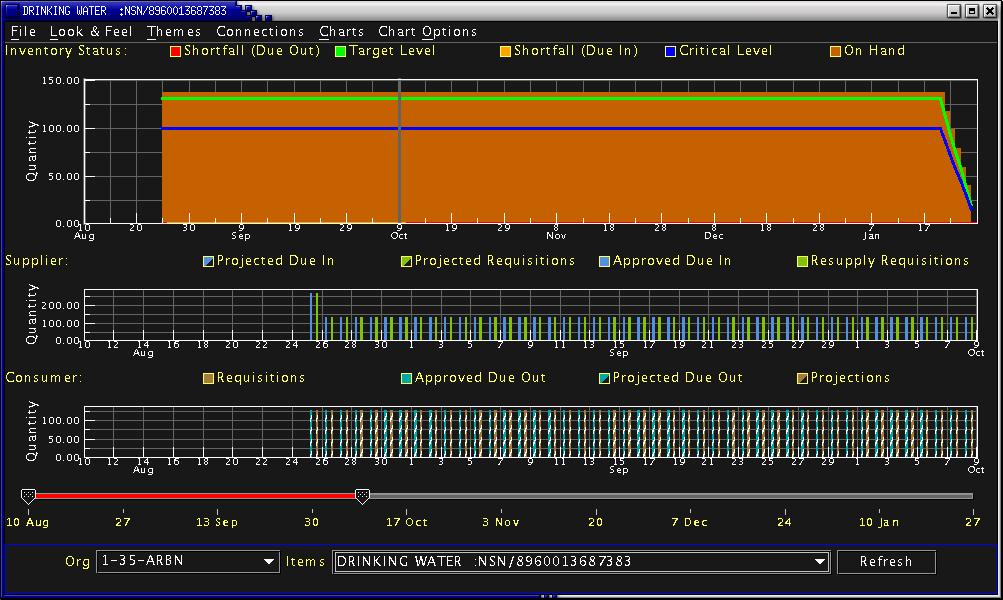 DRINKING WATER :NSN/8960013687383
File Look & Feel Themes Connections Charts Chart Options
Inventory Status: Shortfall (Due Out) Target Level Shortfall (Due In) Critical Level On Hand
Quantity
150.00
100.00
50.00
0.00
10 20 30 9 19 29 9 19 29 8 18 28 8 18 28 7 17
Aug Sep Oct Nov Dec Jan
Supplier: Projected Due In Projected Requisitions Approved Due In Resupply Requisitions
Quantity
200.00
100.00
0.00
10 12 14 16 18 20 22 24 26 28 30 1 3 5 7 9 11 13 15 17 19 21 23 25 27 29 1 3 5 7 9
Aug Sep Oct
Consumer: Requisitions Approved Due Out Projected Due Out Projections
Quantity
100.00
50.00
0.00
10 12 14 16 18 20 22 24 26 28 30 1 3 5 7 9 11 13 15 17 19 21 23 25 27 29 1 3 5 7 9
Aug Sep Oct
10 Aug 27 13 Sep 30 17 Oct 3 Nov 20 7 Dec 24 10 Jan 27
Org 1-35-ARBN Items DRINKING WATER :NSN/8960013687383 Refresh